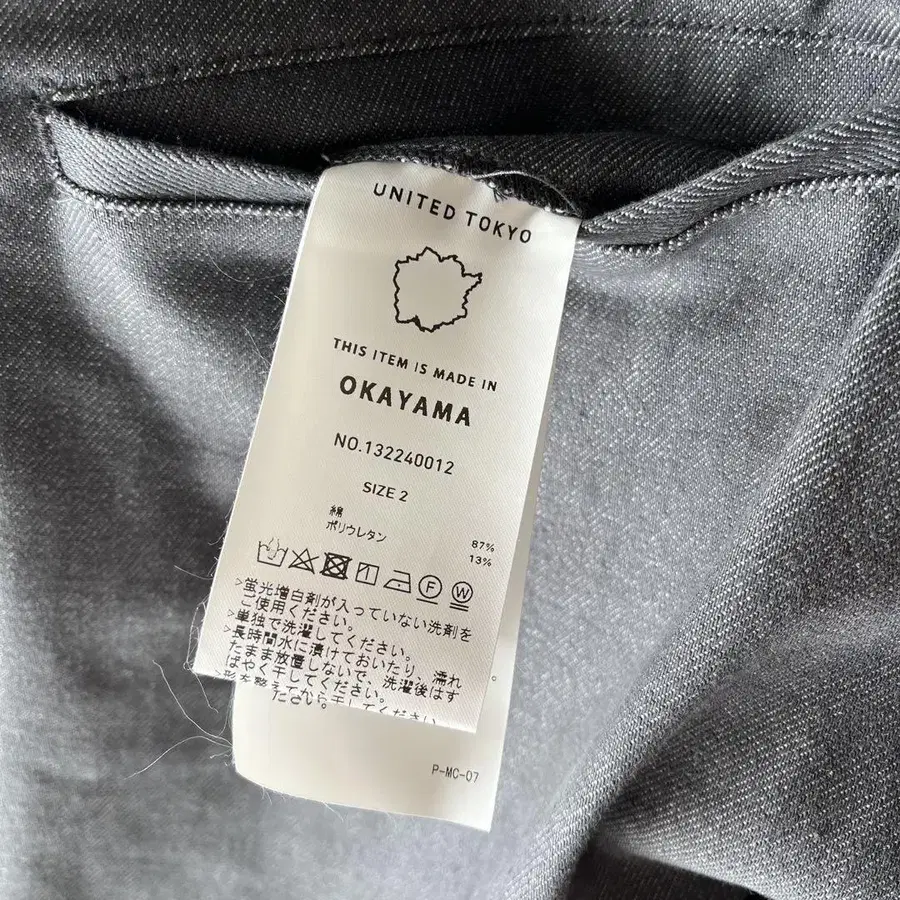 UNITED TOKYO
THIS ITEM IS MADE IN
OKAYAMA
NO.132240012
SIZE 2
綿 87%
ポリウレタン 13%
F W
>蛍光増白剤が入っていない洗剤を
ご使用ください。
>単独で洗濯してください。
>長時間水に漬けておいたり、濡れ
たまま放置しないで、洗濯後はす
ばやく干してください。
P-MC-07